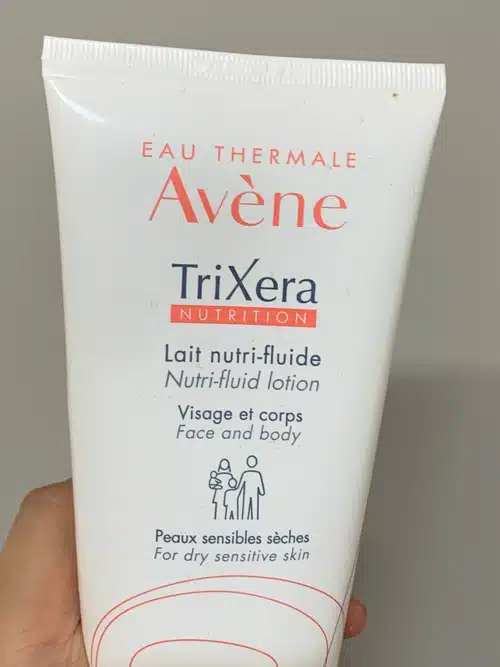 EAU THERMALE
Avène
TriXera
NUTRITION
Lait nutri-fluide
Nutri-fluid lotion
Visage et corps
Face and body
Peaux sensibles sèches
For dry sensitive skin